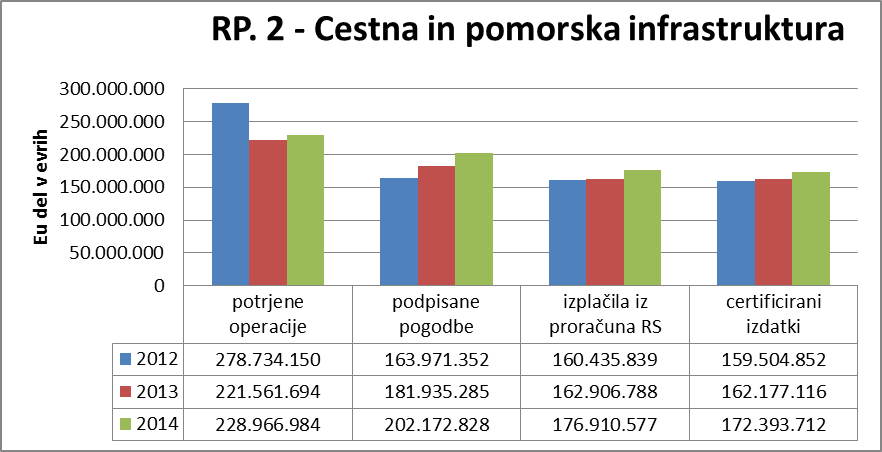 RP. 2 - Cestna in pomorska infrastruktura
Eu del v evrih
300.000.000
250.000.000
200.000.000
150.000.000
100.000.000
50.000.000
0
potrjene
operacije
podpisane
pogodbe
izplačila iz
proračuna RS
certificirani
izdatki
2012 278.734.150 163.971.352 160.435.839 159.504.852
2013 221.561.694 181.935.285 162.906.788 162.177.116
2014 228.966.984 202.172.828 176.910.577 172.393.712